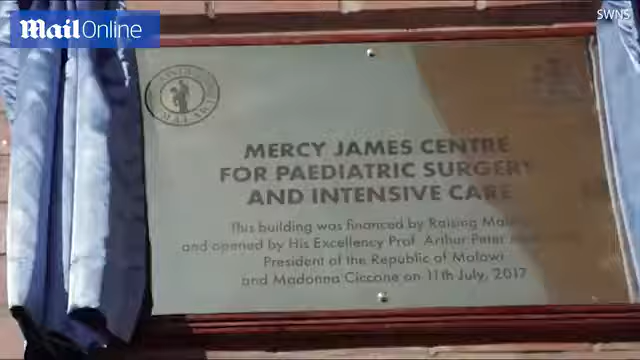 SWNS
MailOnline
RAISING MALAWI
MERCY JAMES CENTRE
FOR PAEDIATRIC SURGERY
AND INTENSIVE CARE
This building was financed by Raising
and opened by His Excellency Prof. Arthur Peter
President of the Republic of Malawi
and Madonna Ciccone on 11th July, 2017